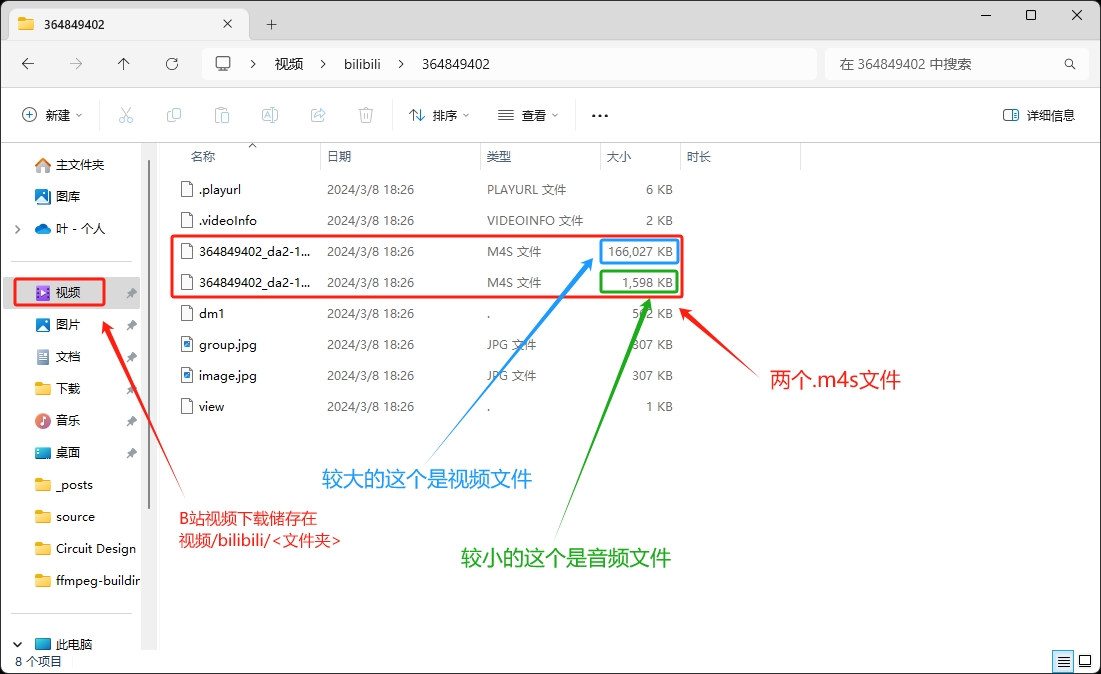 364849402
视频 bilibili 364849402
在 364849402 中搜索
新建 排序 查看 ... 详细信息
主文件夹
图库
叶 - 个人
视频
图片
文档
下载
音乐
桌面
_posts
source
Circuit Design
ffmpeg-buildin
此电脑
8 个项目
名称 日期 类型 大小 时长
.playurl 2024/3/8 18:26 PLAYURL 文件 6 KB
.videoInfo 2024/3/8 18:26 VIDEOINFO 文件 2 KB
364849402_da2-1... 2024/3/8 18:26 M4S 文件 166,027 KB
364849402_da2-1... 2024/3/8 18:26 M4S 文件 1,598 KB
dm1 2024/3/8 18:26 . 562 KB
group.jpg 2024/3/8 18:26 JPG 文件 307 KB
image.jpg 2024/3/8 18:26 JPG 文件 307 KB
view 2024/3/8 18:26 . 1 KB
两个.m4s文件
较大的这个是视频文件
B站视频下载储存在
视频/bilibili/<文件夹>
较小的这个是音频文件